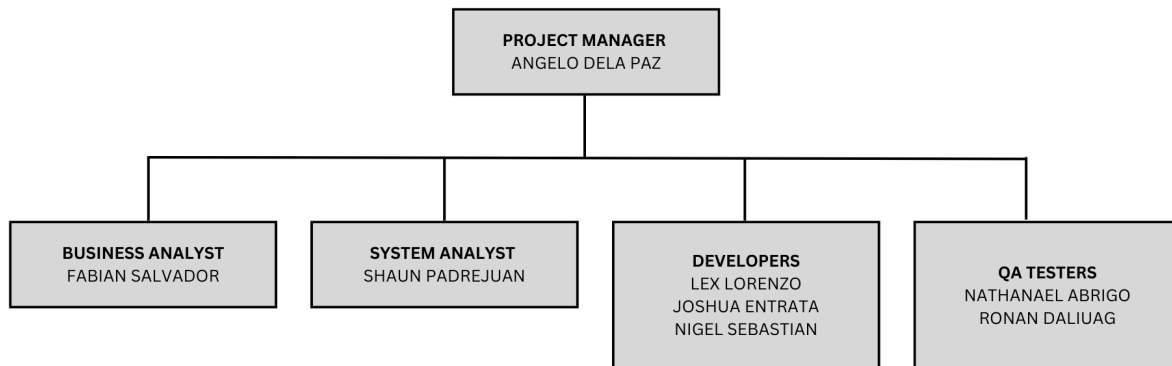 PROJECT MANAGER
ANGELO DELA PAZ
BUSINESS ANALYST
FABIAN SALVADOR
SYSTEM ANALYST
SHAUN PADREJUAN
DEVELOPERS
LEX LORENZO
JOSHUA ENTRATA
NIGEL SEBASTIAN
QA TESTERS
NATHANAEL ABRIGO
RONAN DALIUAG